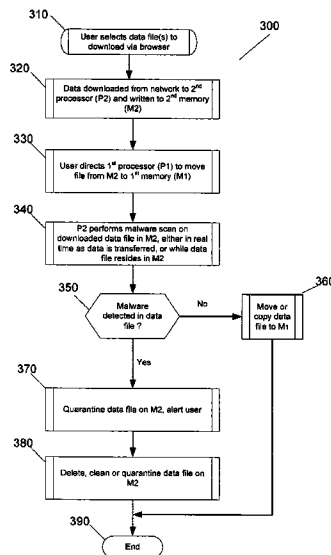 310
User selects data file(s) to
download via browser
300
320
Data downloaded from network to 2nd
processor (P2) and written to 2nd memory
(M2)
330
User directs 1st processor (P1) to move
file from M2 to 1st memory (M1)
340
P2 performs malware scan on
downloaded data file in M2, either in real
time as data is transferred, or while data
file resides in M2
350
Malware
detected in data
file ?
No
360
Move or
copy data
file to M1
Yes
370
Quarantine data file on M2, alert user
380
Delete, clean or quarantine data file on
M2
390
End